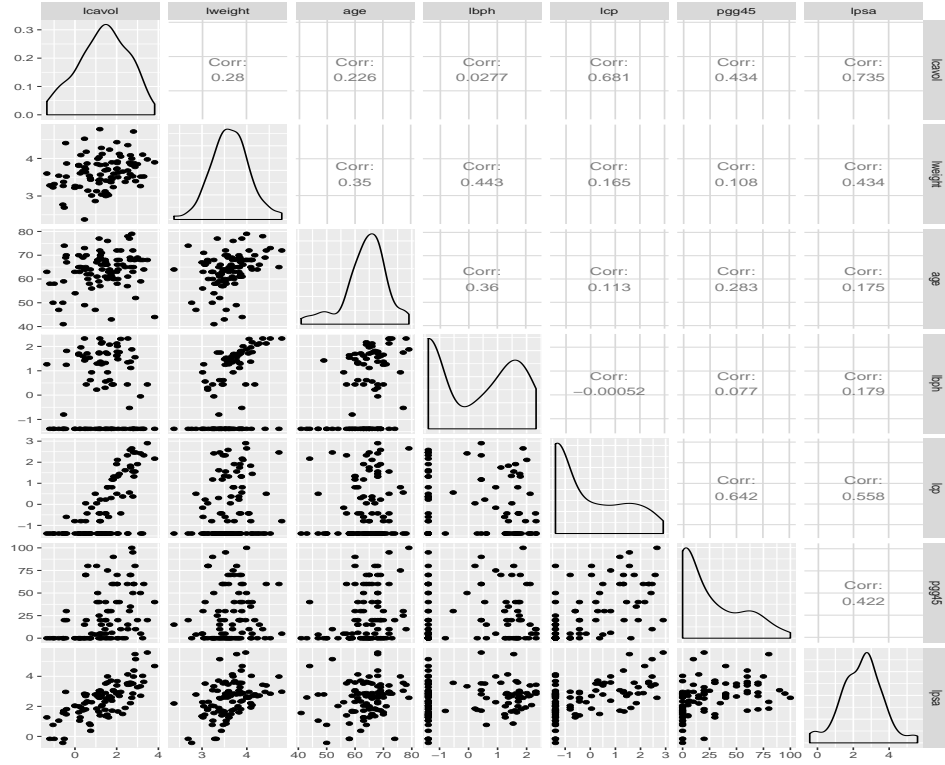 lcavol lweight age lbph lcp pgg45 lpsa
0.3
0.2
0.1
0.0
Corr: Corr: Corr: Corr: Corr: Corr:
0.28 0.226 0.0277 0.681 0.434 0.735
lcavol
4
3
Corr: Corr: Corr: Corr: Corr:
0.35 0.443 0.165 0.108 0.434
lweight
80
70
60
50
40
Corr: Corr: Corr: Corr:
0.36 0.113 0.283 0.175
age
2
1
0
−1
Corr: Corr: Corr:
−0.00052 0.077 0.179
lbph
3
2
1
0
−1
Corr: Corr:
0.642 0.558
lcp
100
75
50
25
0
Corr:
0.422
pgg45
4
2
0
lpsa
0 2 4 3 4 40 50 60 70 80 −1 0 1 2 −1 0 1 2 3 0 25 50 75 100 0 2 4